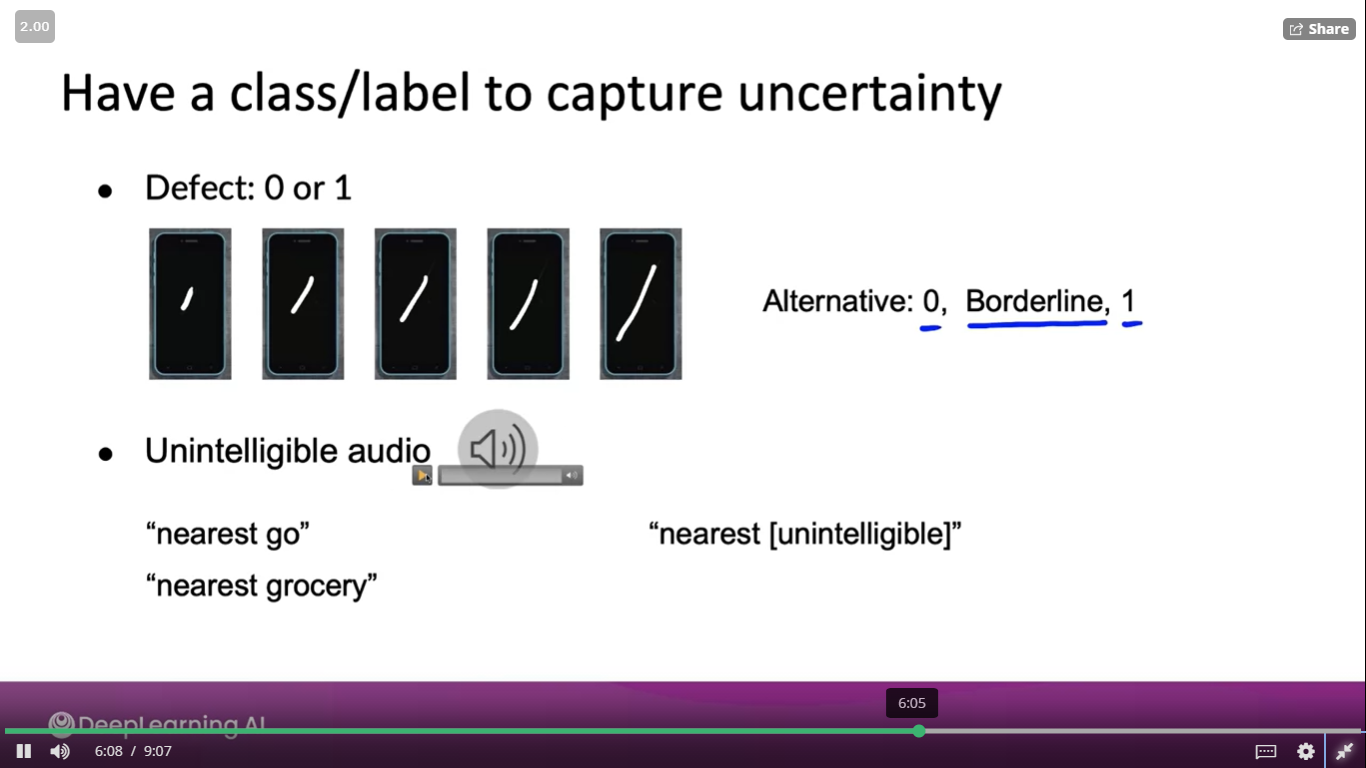 2.00
Share
Have a class/label to capture uncertainty
● Defect: 0 or 1
Alternative: 0, Borderline, 1
● Unintelligible audio
“nearest go”
“nearest [unintelligible]”
“nearest grocery”
6:05
DeepLearning.AI
6:08 / 9:07